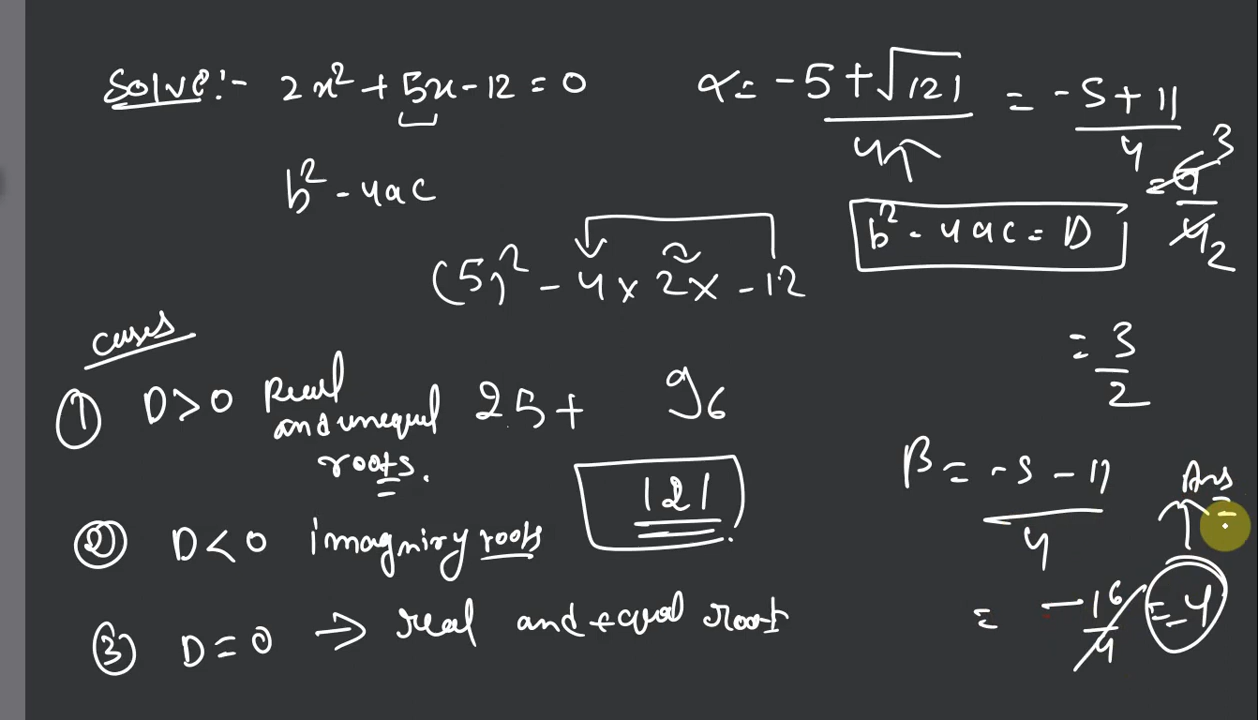 Solve:- 2x² + 5x - 12 = 0
b² - 4ac
(5)² - 4 x 2 x - 12
25 + 96
121
cases
① D > 0 Real
and unequal
roots.
② D < 0 imagniry roots
③ D = 0 → real and equal root
α = -5 + √121 / 4 = -5 + 11 / 4
= 6 3 / 4 2
b² - 4ac = D
= 3 / 2
β = -5 - 11 / 4
= -16 / 4 = -4
Ans